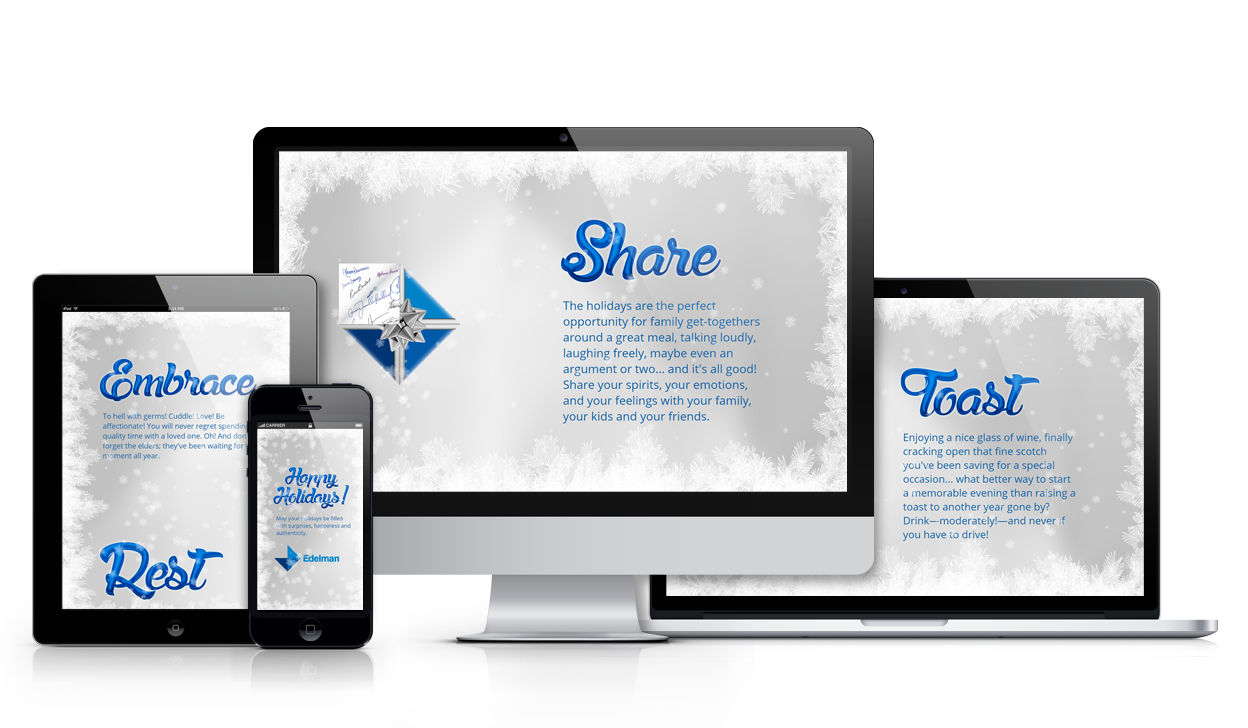 iPad
Embrace
To hell with germs! Cuddle! Love! Be
affectionate! You will never regret spending
quality time with a loved one. Oh! And don
forget the elders; they've been waiting for
moment all year.
Rest
CARRIER
Happy
Holidays!
May your holidays be filled
with surprises, happiness and
authenticity.
Edelman
Share
The holidays are the perfect
opportunity for family get-togethers
around a great meal, talking loudly,
laughing freely, maybe even an
argument or two... and it's all good!
Share your spirits, your emotions,
and your feelings with your family,
your kids and your friends.
Toast
Enjoying a nice glass of wine, finally
cracking open that fine scotch
you've been saving for a special
occasion... what better way to start
a memorable evening than raising a
toast to another year gone by?
Drink—moderately!—and never if
you have to drive!